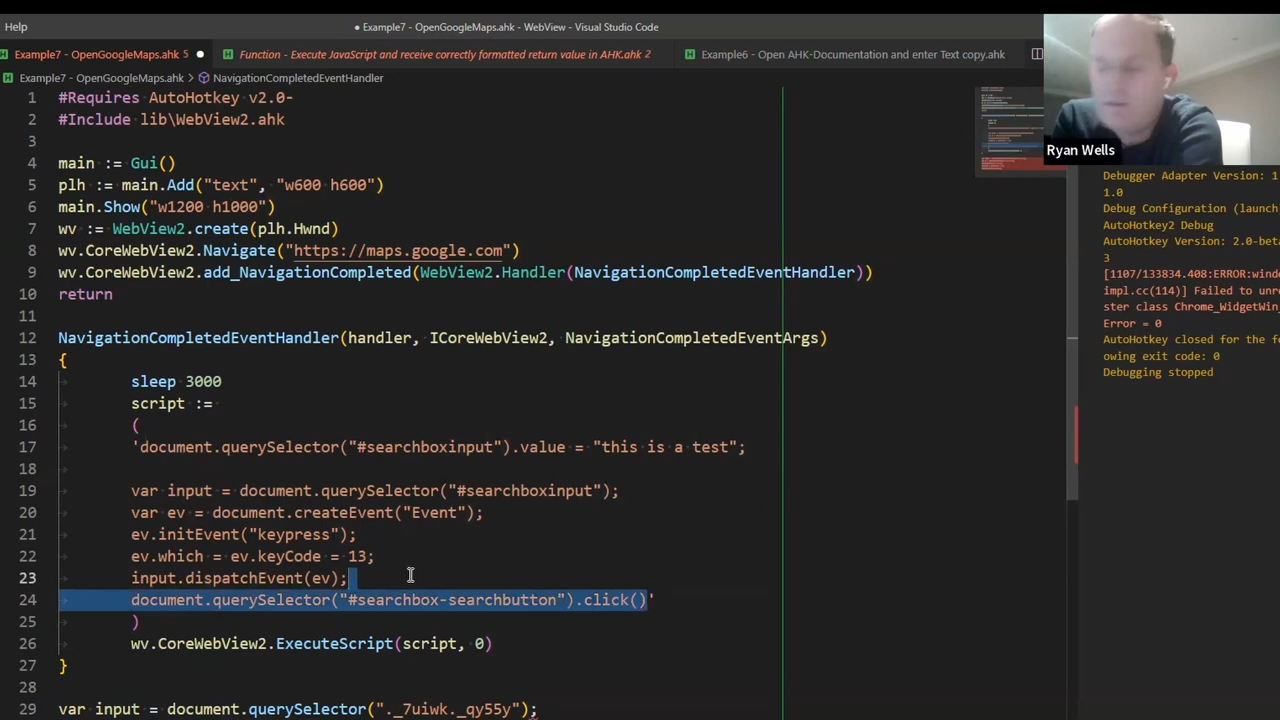 Help
● Example7 - OpenGoogleMaps.ahk - WebView - Visual Studio Code
Example7 - OpenGoogleMaps.ahk 5 ●
Function - Execute JavaScript and receive correctly formatted return value in AHK.ahk 2
Example6 - Open AHK-Documentation and enter Text copy.ahk
Example7 - OpenGoogleMaps.ahk > NavigationCompletedEventHandler
1 #Requires AutoHotkey v2.0-
2 #Include lib\WebView2.ahk
3
4 main := Gui()
5 plh := main.Add("text", "w600 h600")
6 main.Show("w1200 h1000")
7 wv := WebView2.create(plh.Hwnd)
8 wv.CoreWebView2.Navigate("https://maps.google.com")
9 wv.CoreWebView2.add_NavigationCompleted(WebView2.Handler(NavigationCompletedEventHandler))
10 return
11
12 NavigationCompletedEventHandler(handler, ICoreWebView2, NavigationCompletedEventArgs)
13 {
14 sleep 3000
15 script :=
16 (
17 'document.querySelector("#searchboxinput").value = "this is a test";
18
19 var input = document.querySelector("#searchboxinput");
20 var ev = document.createEvent("Event");
21 ev.initEvent("keypress");
22 ev.which = ev.keyCode = 13;
23 input.dispatchEvent(ev);
24 document.querySelector("#searchbox-searchbutton").click()'
25 )
26 wv.CoreWebView2.ExecuteScript(script, 0)
27 }
28
29 var input = document.querySelector("._7uiwk._qy55y");
Ryan Wells
Debugger Adapter Version: 1
1.0
Debug Configuration (launch
AutoHotkey2 Debug
AutoHotkey Version: 2.0-beta
3
[1107/133834.408:ERROR:windo
impl.cc(114)] Failed to unre
ster class Chrome_WidgetWin_
Error = 0
AutoHotkey closed for the fo
owing exit code: 0
Debugging stopped